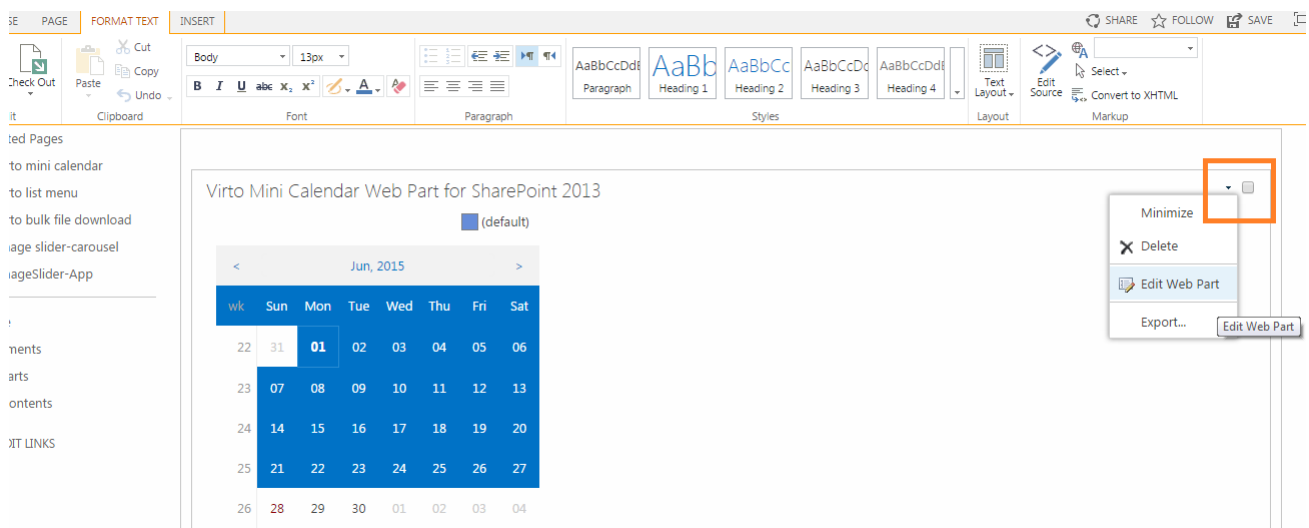 SE PAGE FORMAT TEXT INSERT SHARE FOLLOW SAVE
Check Out
Paste
Cut
Copy
Undo
Body 13px
B I U abc x₂ x² A
AaBbCcDdE AaBb AaBbCc AaBbCcDc AaBbCcDdE
Paragraph Heading 1 Heading 2 Heading 3 Heading 4
Text Layout
Edit Source
Select
Convert to XHTML
it Clipboard Font Paragraph Styles Layout Markup
ted Pages
to mini calendar
to list menu
to bulk file download
age slider-carousel
ageSlider-App
ments
arts
ontents
DIT LINKS
Virto Mini Calendar Web Part for SharePoint 2013
(default)
< Jun, 2015 >
wk Sun Mon Tue Wed Thu Fri Sat
22 31 01 02 03 04 05 06
23 07 08 09 10 11 12 13
24 14 15 16 17 18 19 20
25 21 22 23 24 25 26 27
26 28 29 30 01 02 03 04
Minimize
Delete
Edit Web Part
Export...
Edit Web Part